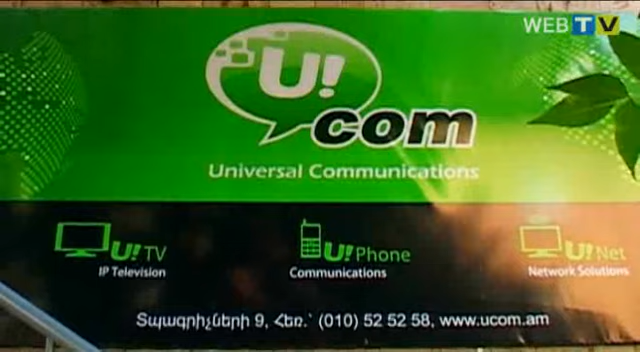 WEB TV
U!
com
Universal Communications
U! TV
IP Television
U! Phone
Communications
U! Net
Network Solutions
Տպագրիչների 9, Հեռ.՝ (010) 52 52 58, www.ucom.am